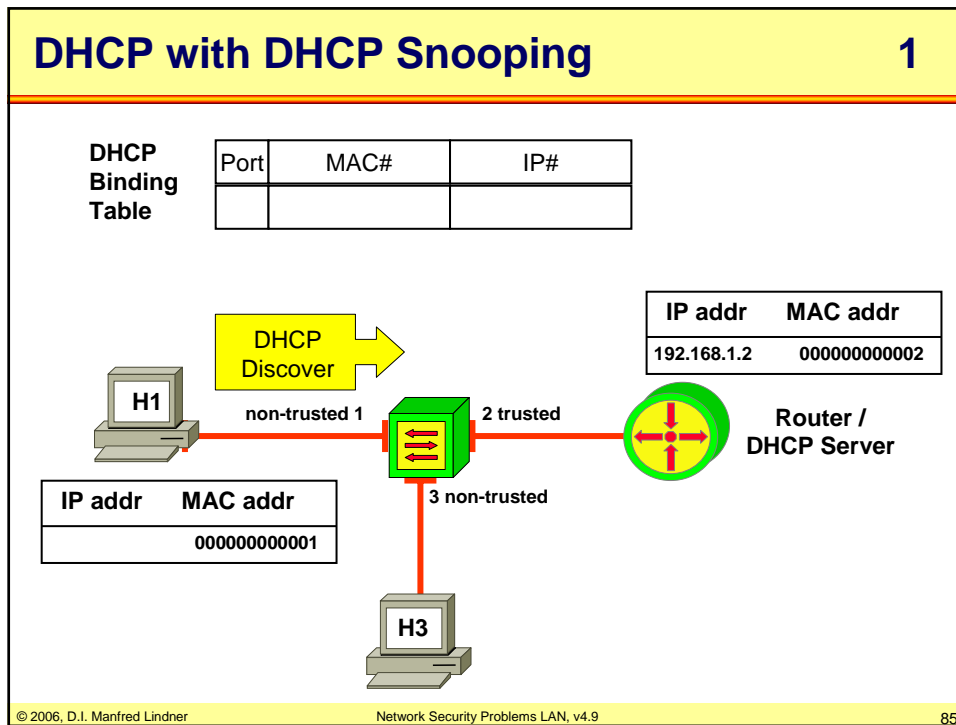 DHCP with DHCP Snooping 1
DHCP
Binding
Table
Port MAC# IP#
IP addr MAC addr
192.168.1.2 000000000002
DHCP
Discover
H1
non-trusted 1
2 trusted
Router /
DHCP Server
3 non-trusted
IP addr MAC addr
000000000001
H3
© 2006, D.I. Manfred Lindner Network Security Problems LAN, v4.9 85